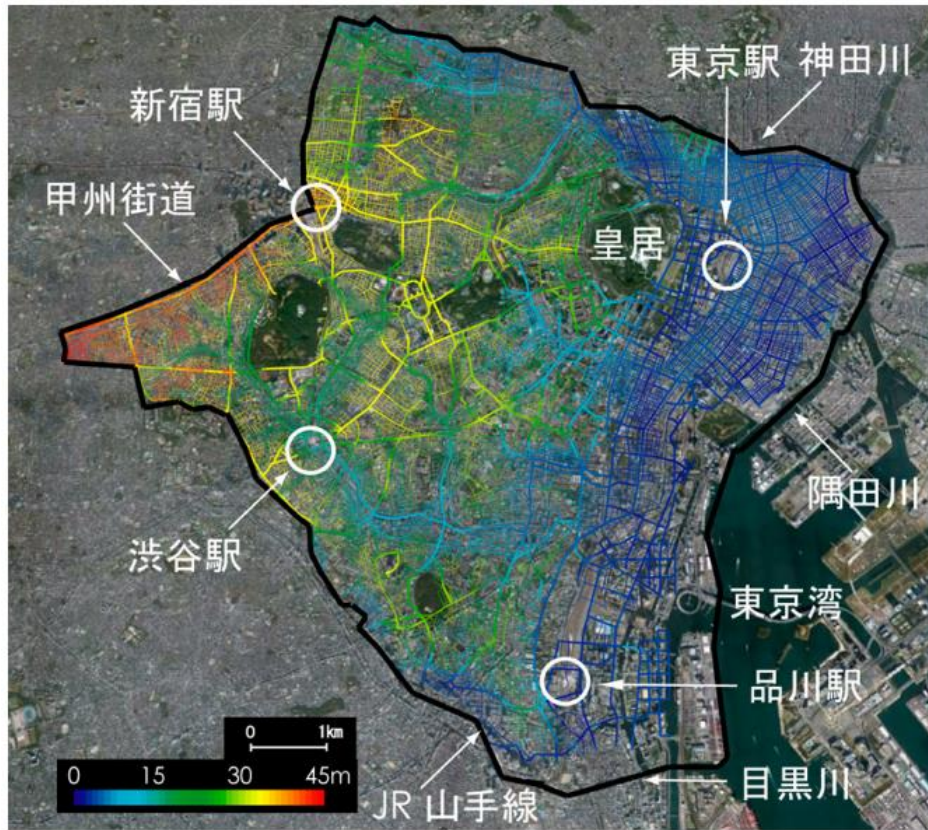 東京駅 神田川
新宿駅
甲州街道
皇居
渋谷駅
隅田川
東京湾
品川駅
目黒川
JR 山手線
0 1km
0 15 30 45m